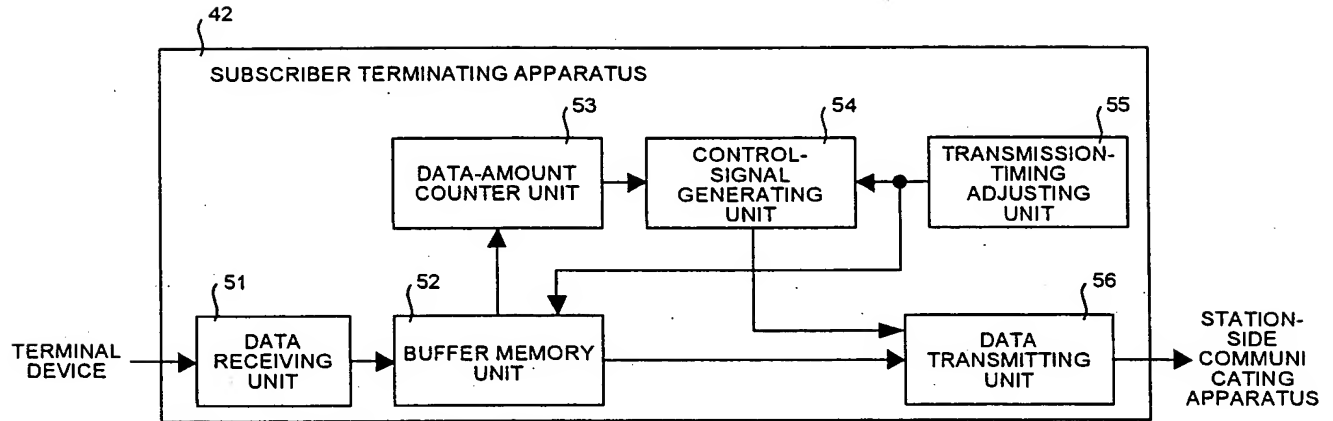 42
SUBSCRIBER TERMINATING APPARATUS
53
54
55
DATA-AMOUNT
COUNTER UNIT
CONTROL-
SIGNAL
GENERATING
UNIT
TRANSMISSION-
TIMING
ADJUSTING
UNIT
51
52
56
TERMINAL
DEVICE
DATA
RECEIVING
UNIT
BUFFER MEMORY
UNIT
DATA
TRANSMITTING
UNIT
STATION-
SIDE
COMMUNI
CATING
APPARATUS